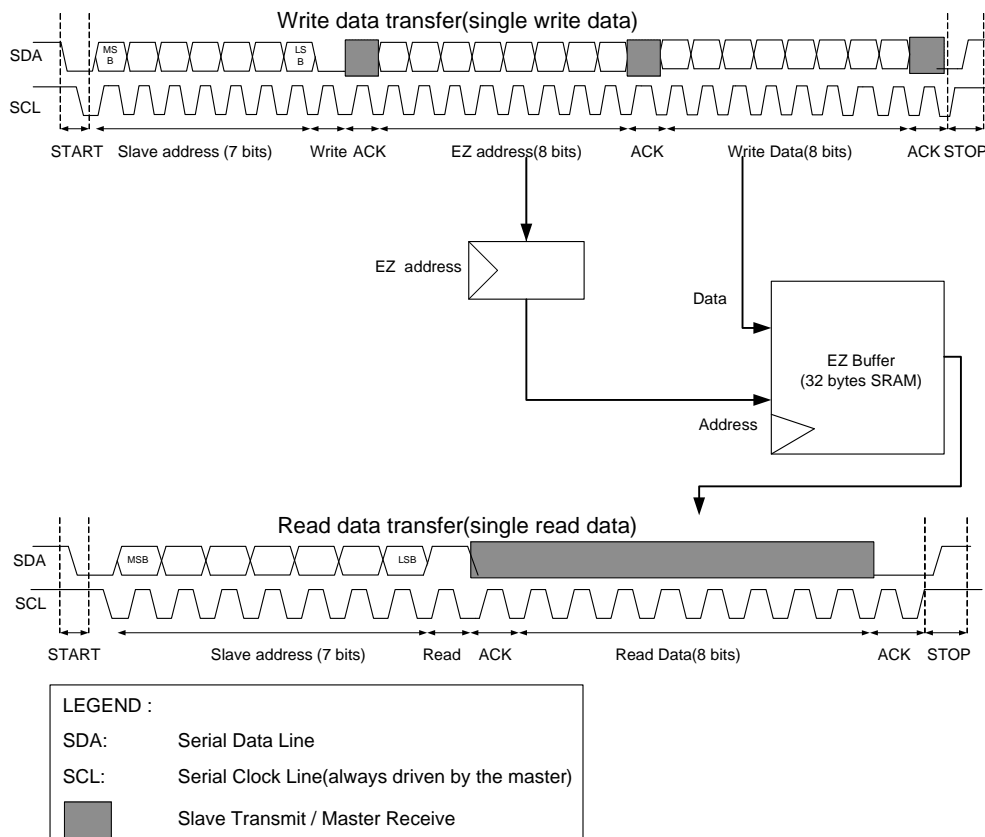 Write data transfer(single write data)
SDA
MS
B
LS
B
SCL
START Slave address (7 bits) Write ACK EZ address(8 bits) ACK Write Data(8 bits) ACK STOP
EZ address
Data
EZ Buffer
(32 bytes SRAM)
Address
Read data transfer(single read data)
SDA MSB LSB
SCL
START Slave address (7 bits) Read ACK Read Data(8 bits) ACK STOP
LEGEND :
SDA: Serial Data Line
SCL: Serial Clock Line(always driven by the master)
Slave Transmit / Master Receive